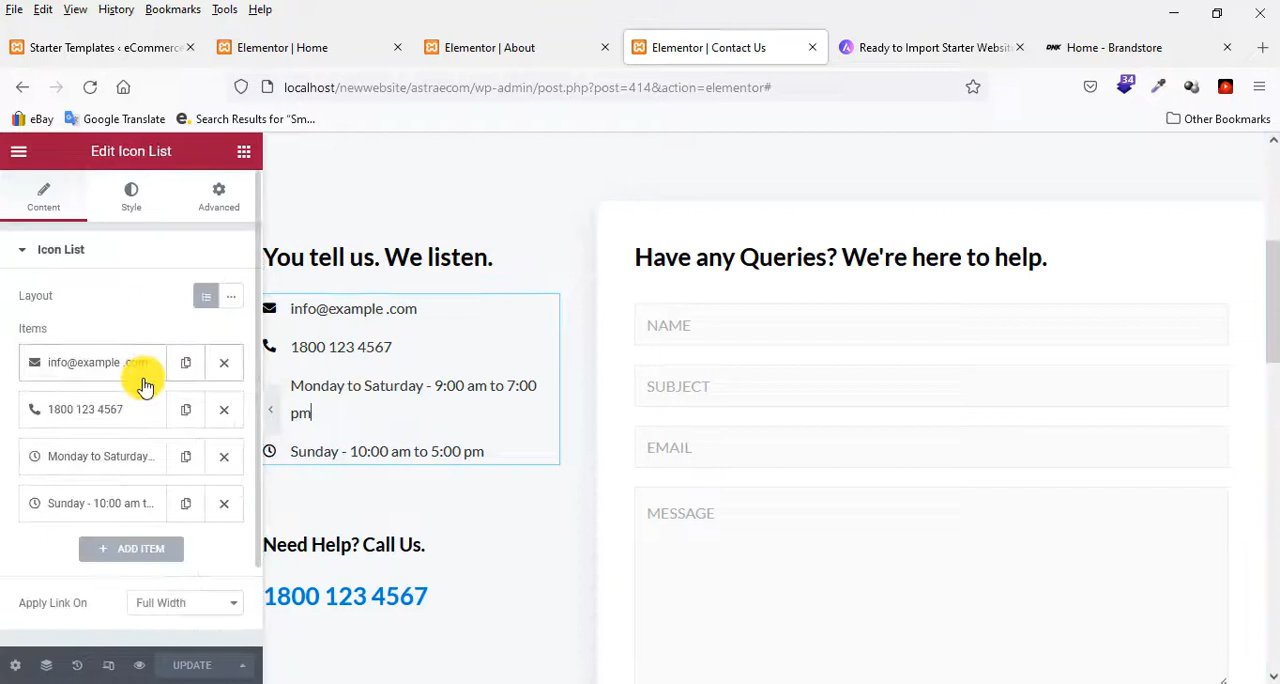 File Edit View History Bookmarks Tools Help
Starter Templates ‹ eCommerce
Elementor | Home
Elementor | About
Elementor | Contact Us
Ready to Import Starter Websit
DNK Home - Brandstore
localhost/newwebsite/astraecom/wp-admin/post.php?post=414&action=elementor#
34
eBay Google Translate Search Results for "Sm... Other Bookmarks
Edit Icon List
Content Style Advanced
Icon List
Layout
Items
info@example .com
1800 123 4567
Monday to Saturday...
Sunday - 10:00 am t...
+ ADD ITEM
Apply Link On Full Width
UPDATE
You tell us. We listen.
info@example .com
1800 123 4567
Monday to Saturday - 9:00 am to 7:00
pm
Sunday - 10:00 am to 5:00 pm
Need Help? Call Us.
1800 123 4567
Have any Queries? We're here to help.
NAME
SUBJECT
EMAIL
MESSAGE